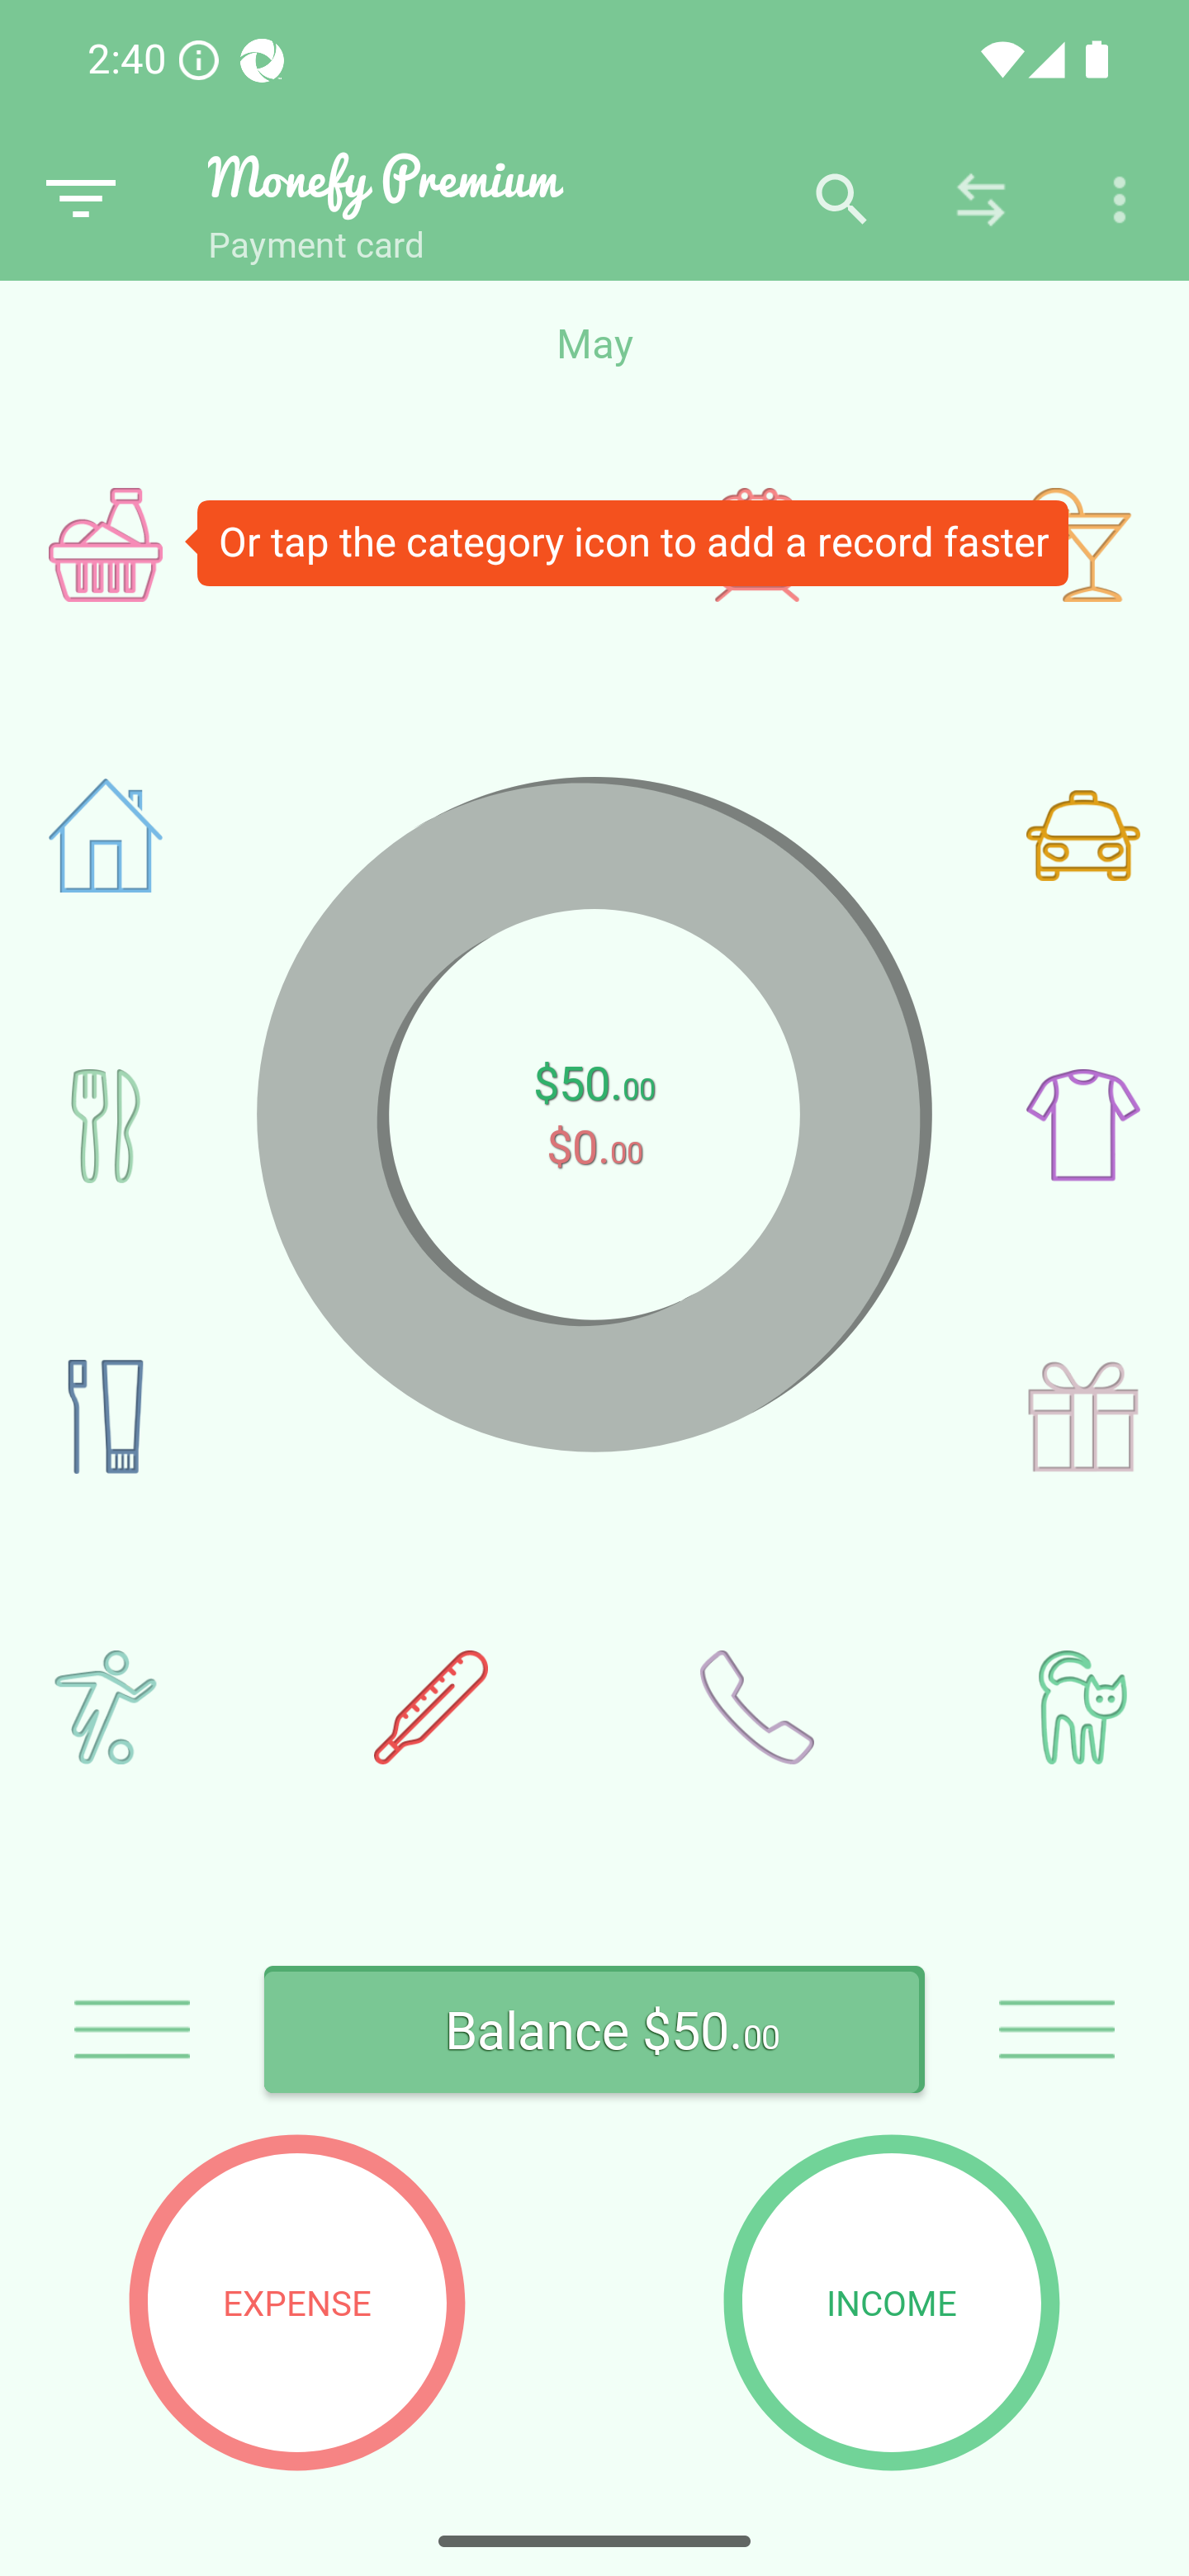 2:40
Monefy Premium
Payment card
May
Or tap the category icon to add a record faster
$50.00
$0.00
Balance $50.00
EXPENSE
INCOME